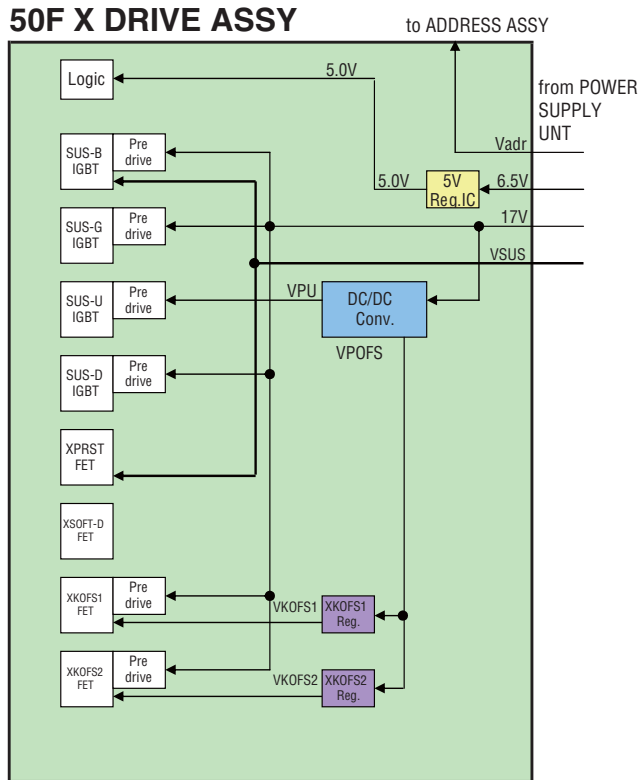 50F X DRIVE ASSY
to ADDRESS ASSY
from POWER
SUPPLY
UNT
Logic
5.0V
Vadr
SUS-B
IGBT
Pre
drive
5.0V
5V
Reg.IC
6.5V
SUS-G
IGBT
Pre
drive
17V
VSUS
SUS-U
IGBT
Pre
drive
VPU
DC/DC
Conv.
VPOFS
SUS-D
IGBT
Pre
drive
XPRST
FET
XSOFT-D
FET
XKOFS1
FET
Pre
drive
VKOFS1
XKOFS1
Reg.
XKOFS2
FET
Pre
drive
VKOFS2
XKOFS2
Reg.